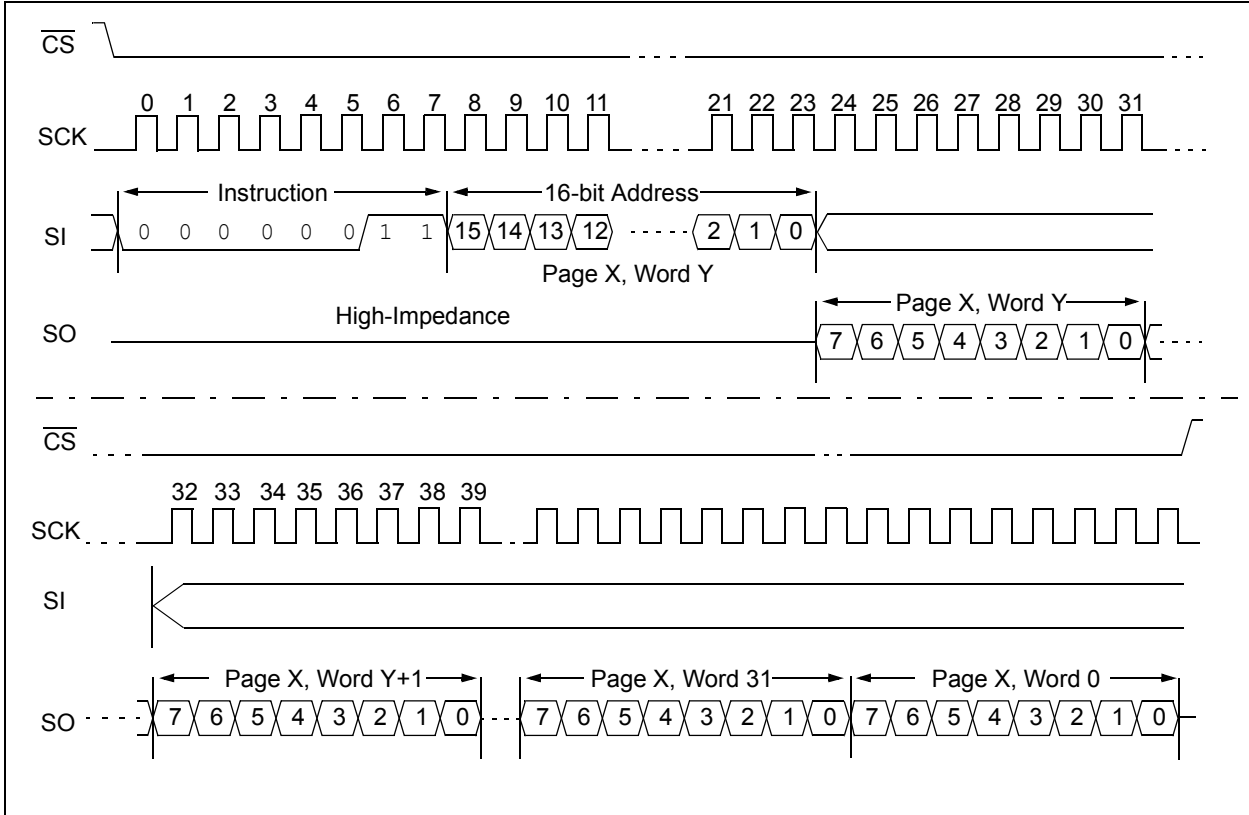 CS
0 1 2 3 4 5 6 7 8 9 10 11 21 22 23 24 25 26 27 28 29 30 31
SCK
Instruction 16-bit Address
SI 0 0 0 0 0 0 1 1 15 14 13 12 2 1 0
Page X, Word Y
High-Impedance Page X, Word Y
SO 7 6 5 4 3 2 1 0
CS
32 33 34 35 36 37 38 39
SCK
SI
Page X, Word Y+1 Page X, Word 31 Page X, Word 0
SO 7 6 5 4 3 2 1 0 7 6 5 4 3 2 1 0 7 6 5 4 3 2 1 0